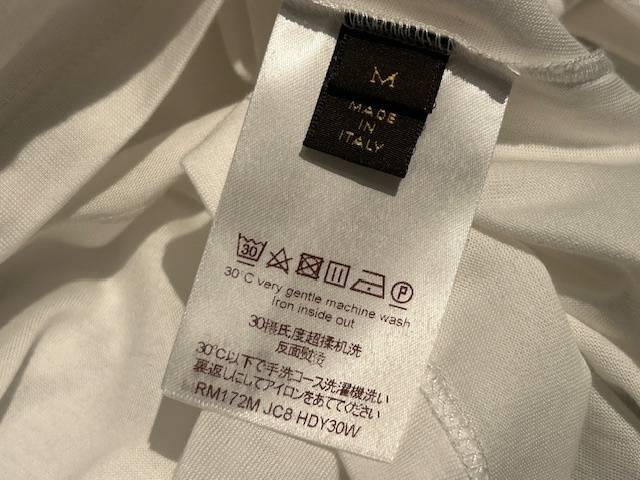 M
MADE
IN
ITALY
30
P
30°C very gentle machine wash
Iron inside out
30摄氏度超揉机洗
反面熨烫
30°C以下で手洗コース洗濯機洗い
裏返しにしてアイロンをあててください
RM172M JC8 HDY30W